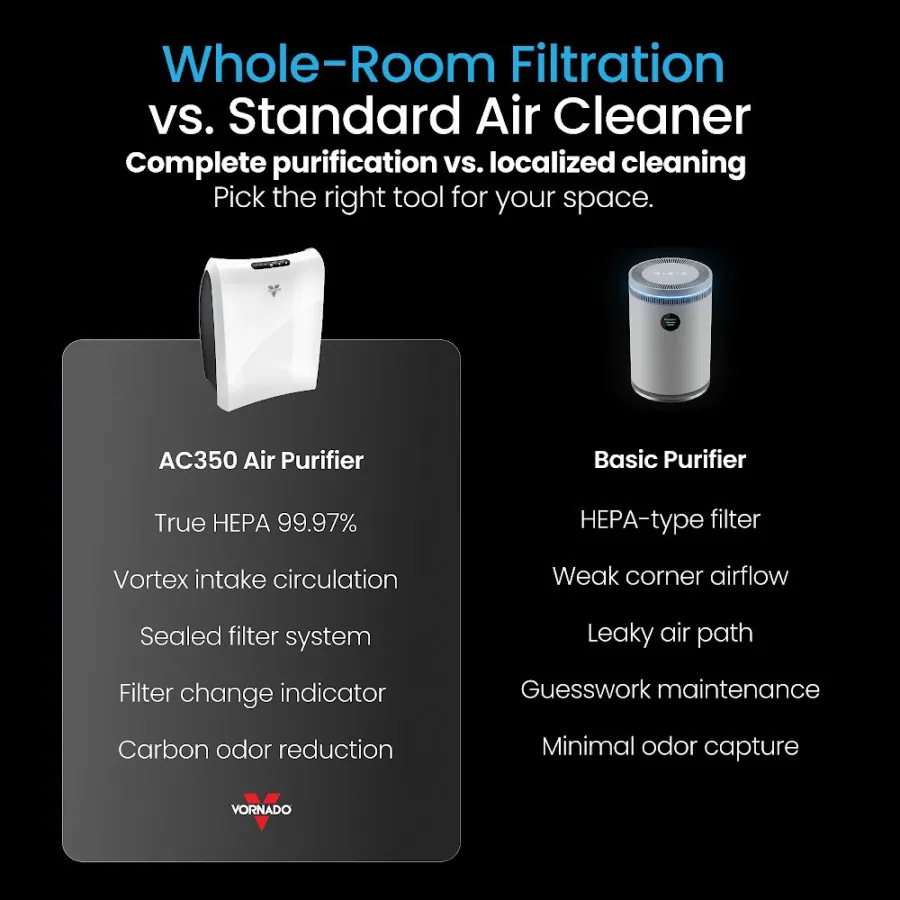 Whole-Room Filtration
vs. Standard Air Cleaner
Complete purification vs. localized cleaning
Pick the right tool for your space.
AC350 Air Purifier
True HEPA 99.97%
Vortex intake circulation
Sealed filter system
Filter change indicator
Carbon odor reduction
VORNADO
Basic Purifier
HEPA-type filter
Weak corner airflow
Leaky air path
Guesswork maintenance
Minimal odor capture